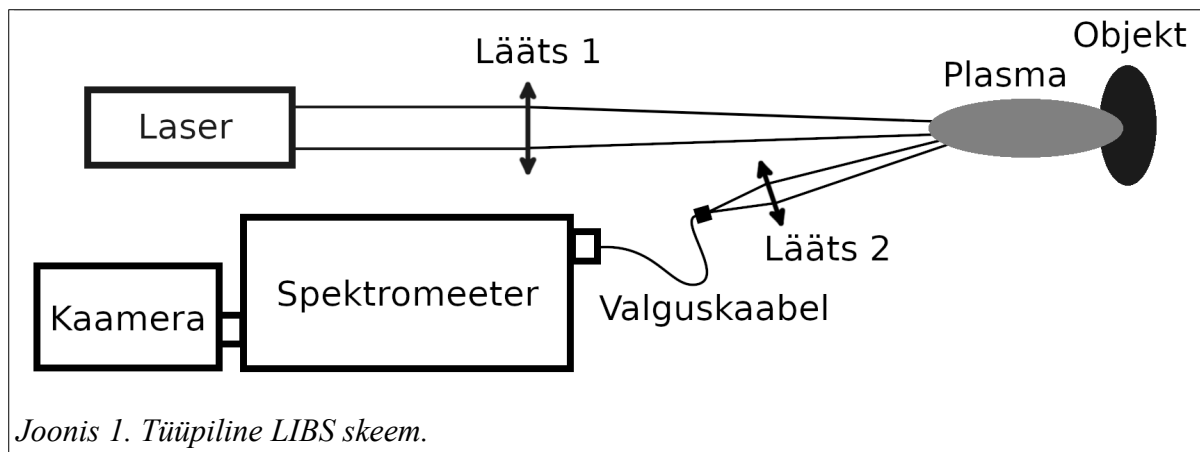 Objekt
Lääts 1
Plasma
Laser
Lääts 2
Spektromeeter
Valguskaabel
Kaamera
Joonis 1. Tüüpiline LIBS skeem.